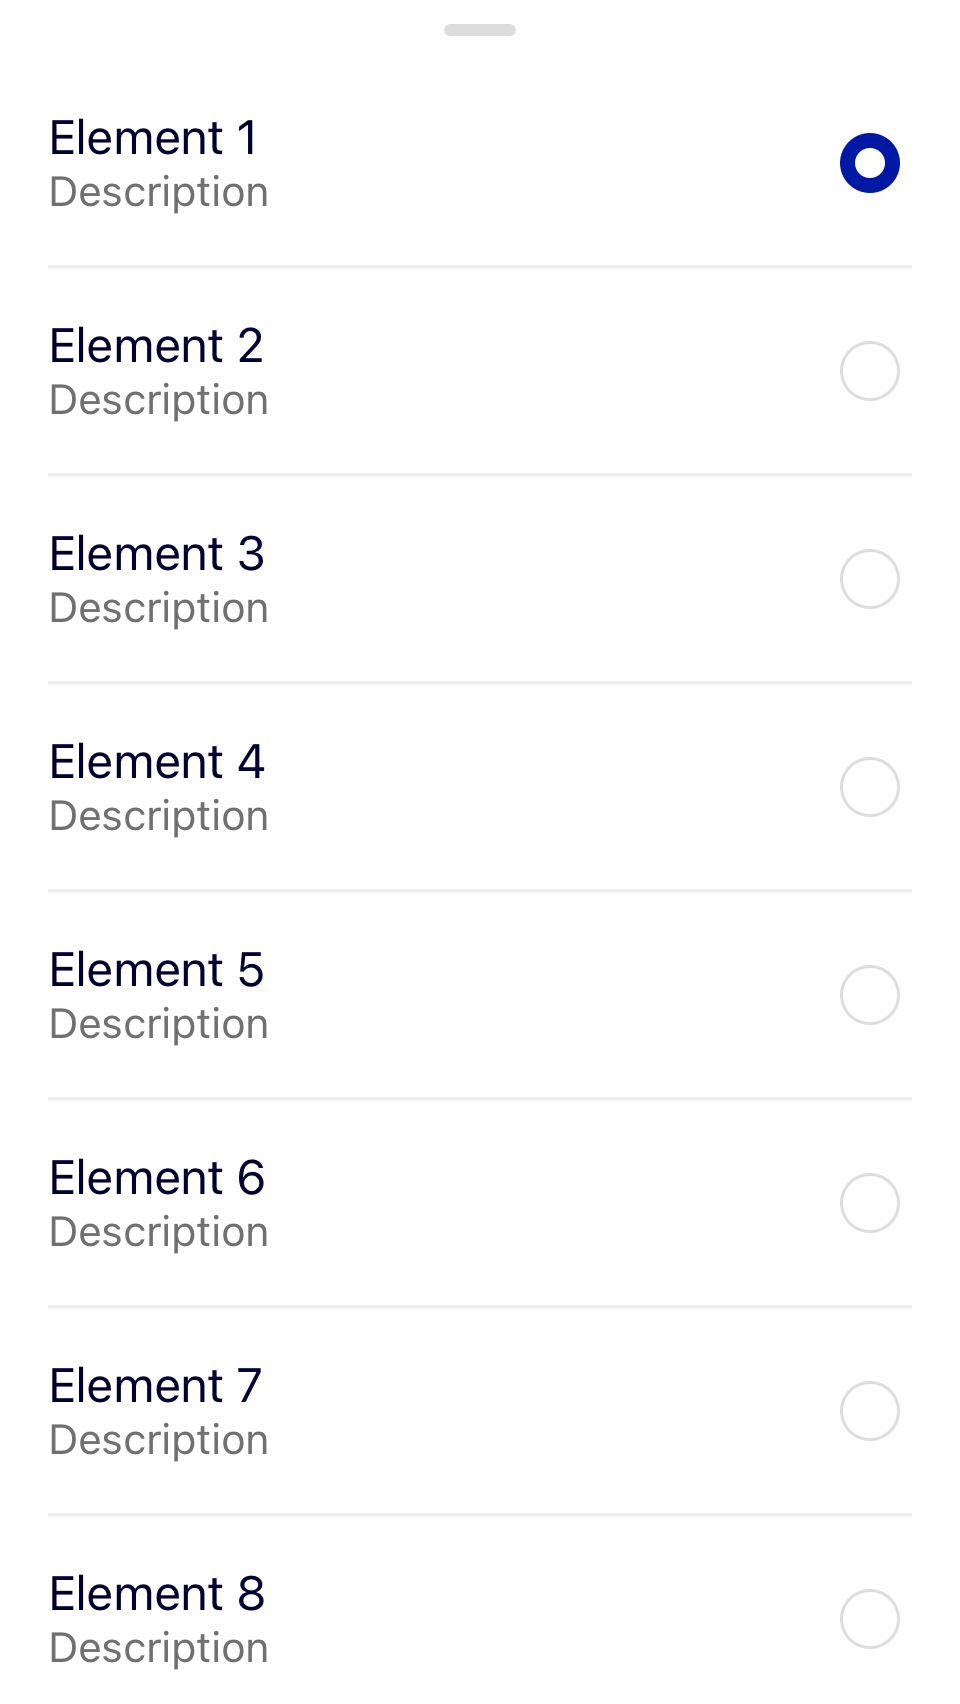 Element 1
Description
Element 2
Description
Element 3
Description
Element 4
Description
Element 5
Description
Element 6
Description
Element 7
Description
Element 8
Description